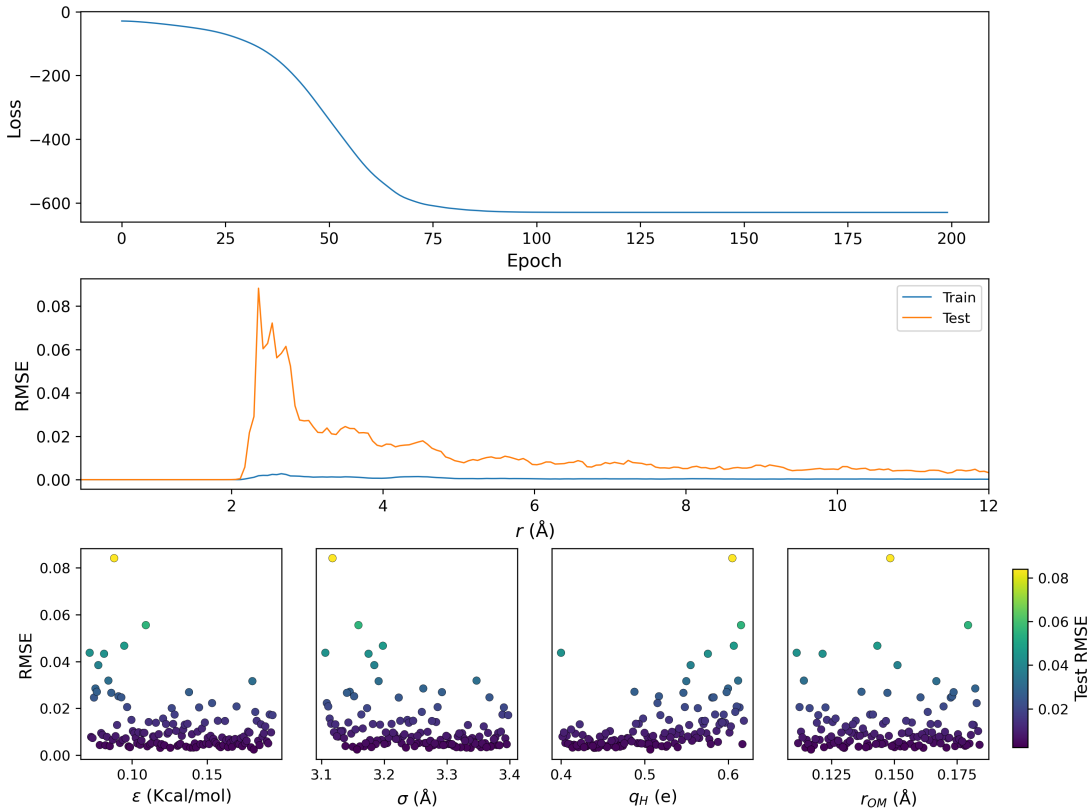 0
−200
−400
−600
Loss
0 25 50 75 100 125 150 175 200
Epoch
0.08
0.06
0.04
0.02
0.00
RMSE
Train
Test
2 4 6 8 10 12
r (Å)
0.08
0.06
0.04
0.02
0.00
RMSE
0.10 0.15
ε (Kcal/mol)
3.1 3.2 3.3 3.4
σ (Å)
0.4 0.5 0.6
q_H (e)
0.125 0.150 0.175
r_OM (Å)
0.08
0.06
0.04
0.02
Test RMSE